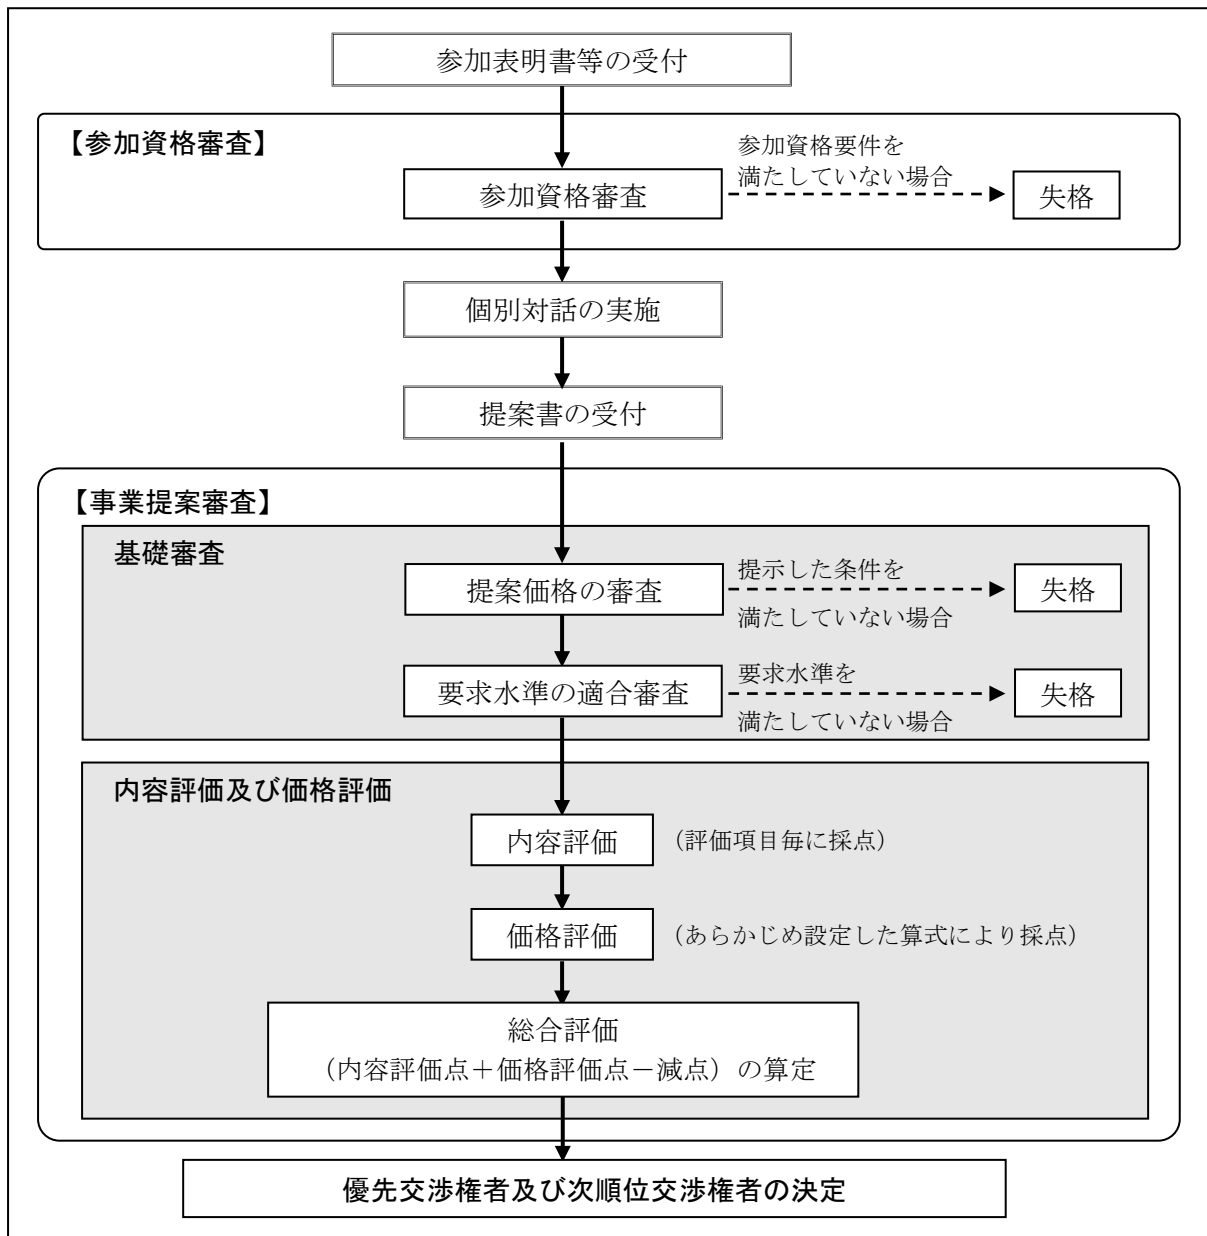 参加表明書等の受付
【参加資格審査】
参加資格要件を
満たしていない場合
参加資格審査
失格
個別対話の実施
提案書の受付
【事業提案審査】
基礎審査
提示した条件を
提案価格の審査
失格
満たしていない場合
要求水準を
要求水準の適合審査
失格
満たしていない場合
内容評価及び価格評価
内容評価
（評価項目毎に採点）
価格評価
（あらかじめ設定した算式により採点）
総合評価
（内容評価点＋価格評価点－減点）の算定
優先交渉権者及び次順位交渉権者の決定